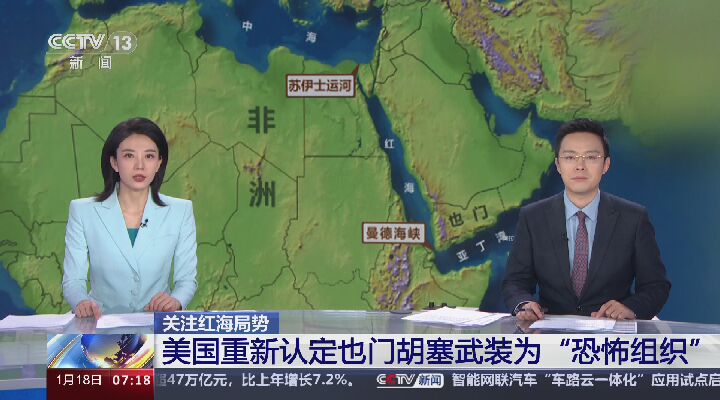 CCTV 13
新闻
中海
苏伊士运河
非洲
红海
也门
曼德海峡
亚丁湾
关注红海局势
美国重新认定也门胡塞武装为“恐怖组织”
1月18日 07:18 超47万亿元，比上年增长7.2%。 CCTV 新闻 智能网联汽车“车路云一体化”应用试点启